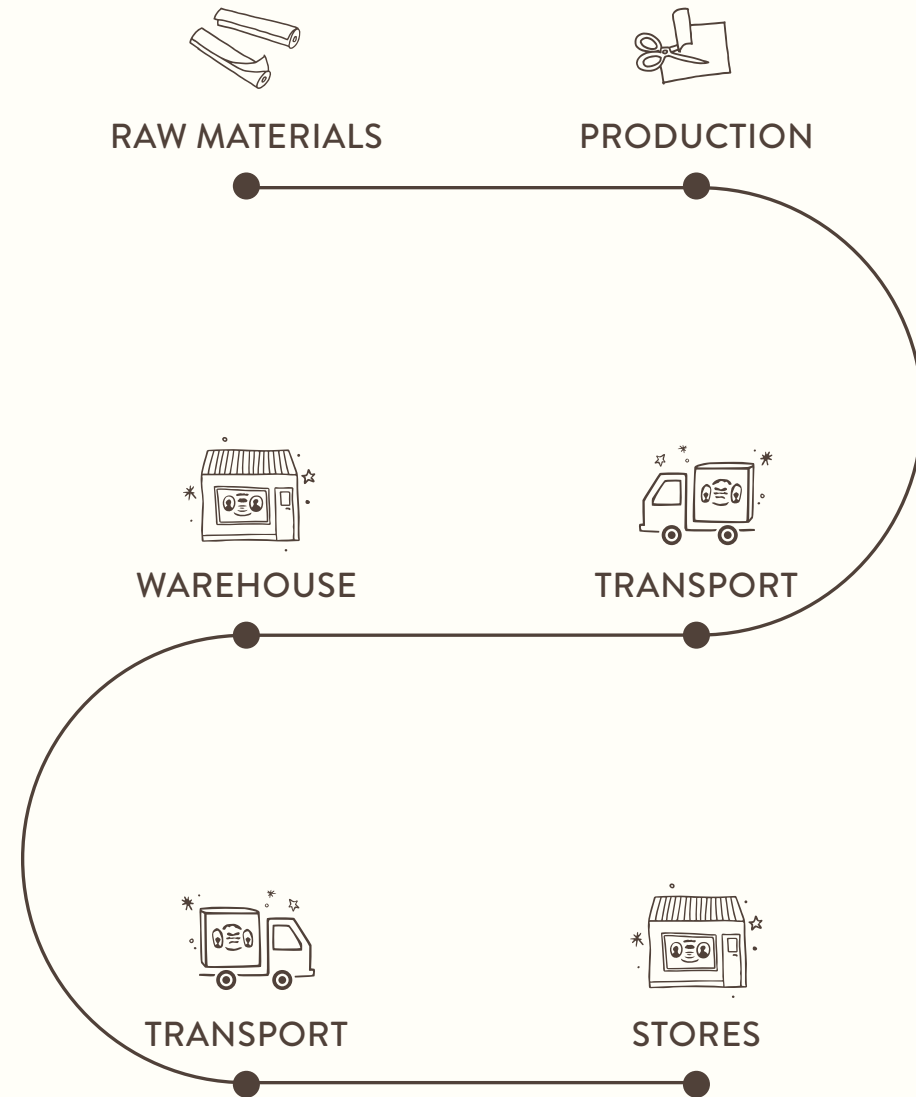 RAW MATERIALS
PRODUCTION
WAREHOUSE
TRANSPORT
TRANSPORT
STORES